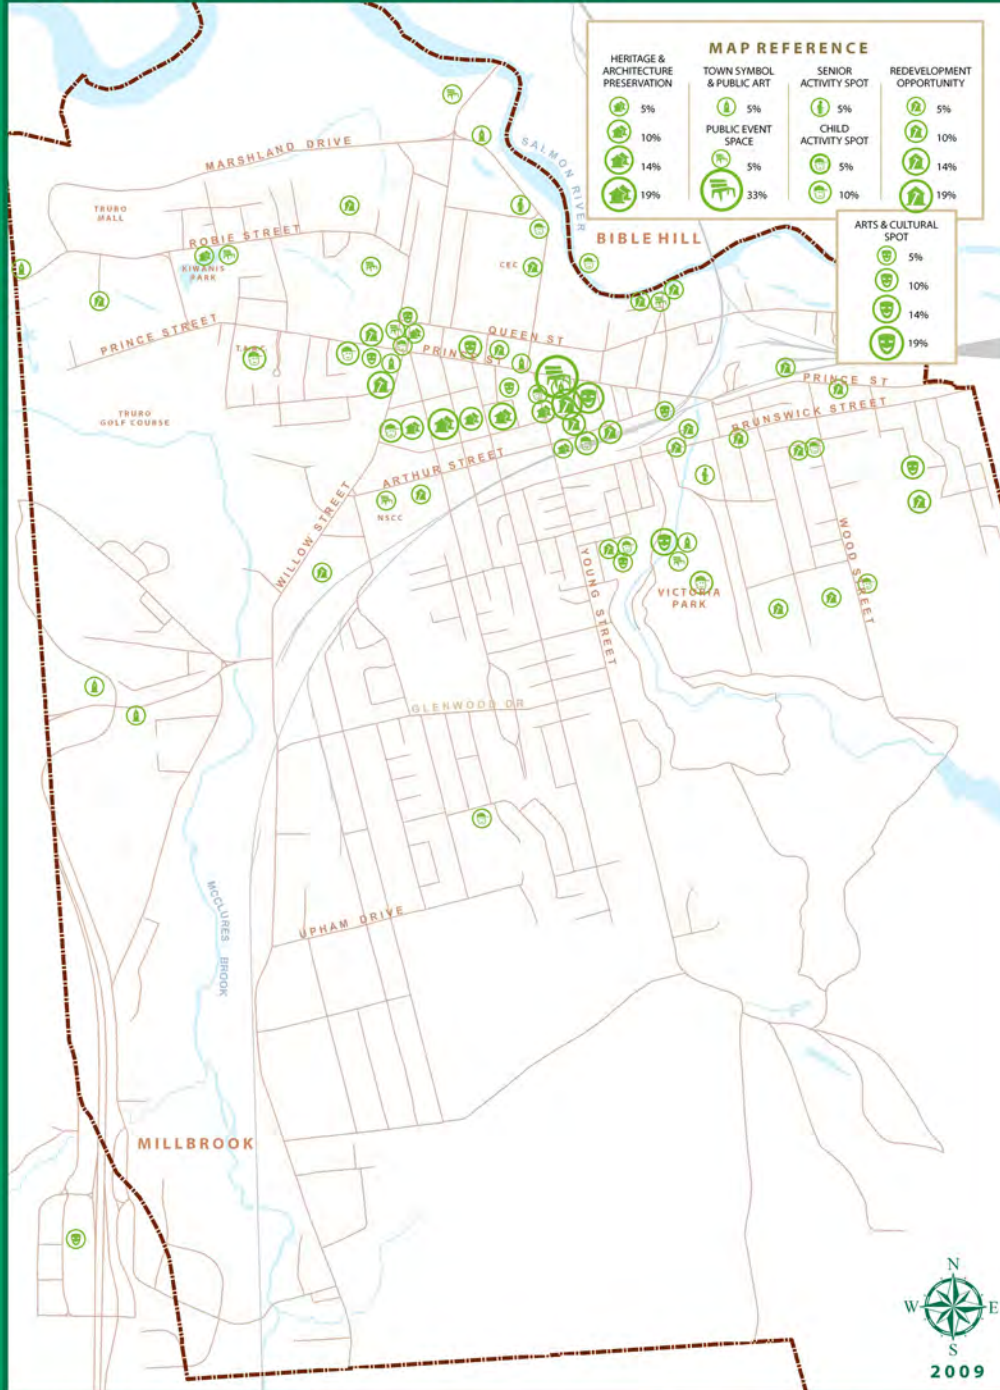 MAP REFERENCE
HERITAGE &
ARCHITECTURE
PRESERVATION
5%
10%
14%
19%
TOWN SYMBOL
& PUBLIC ART
5%
PUBLIC EVENT
SPACE
5%
33%
SENIOR
ACTIVITY SPOT
5%
CHILD
ACTIVITY SPOT
5%
10%
REDEVELOPMENT
OPPORTUNITY
5%
10%
14%
19%
ARTS & CULTURAL
SPOT
5%
10%
14%
19%
SALMON RIVER
MARSHLAND DRIVE
TRURO
MALL
ROBIE STREET
BIBLE HILL
KIWANIS
PARK
CEC
PRINCE STREET
QUEEN ST
PRINCE ST
PRINCE ST
TRURO
GOLF COURSE
BRUNSWICK STREET
ARTHUR STREET
NSCC
WILLOW STREET
YOUNG STREET
WOOD STREET
VICTORIA
PARK
GLENWOOD DR
MCCLURES BROOK
UPHAM DRIVE
MILLBROOK
N
W
E
S
2009